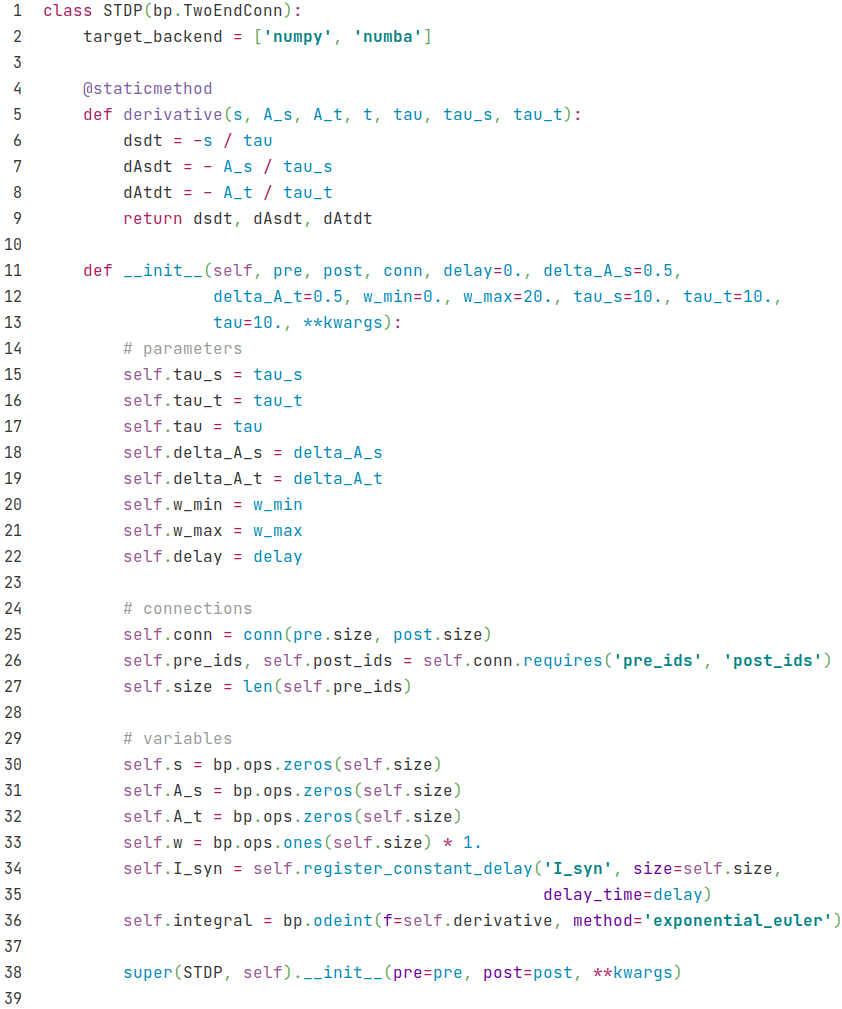 1 class STDP(bp.TwoEndConn):
2     target_backend = ['numpy', 'numba']
3
4     @staticmethod
5     def derivative(s, A_s, A_t, t, tau, tau_s, tau_t):
6         dsdt = -s / tau
7         dAsdt = - A_s / tau_s
8         dAtdt = - A_t / tau_t
9         return dsdt, dAsdt, dAtdt
10
11     def __init__(self, pre, post, conn, delay=0., delta_A_s=0.5,
12                  delta_A_t=0.5, w_min=0., w_max=20., tau_s=10., tau_t=10.,
13                  tau=10., **kwargs):
14         # parameters
15         self.tau_s = tau_s
16         self.tau_t = tau_t
17         self.tau = tau
18         self.delta_A_s = delta_A_s
19         self.delta_A_t = delta_A_t
20         self.w_min = w_min
21         self.w_max = w_max
22         self.delay = delay
23
24         # connections
25         self.conn = conn(pre.size, post.size)
26         self.pre_ids, self.post_ids = self.conn.requires('pre_ids', 'post_ids')
27         self.size = len(self.pre_ids)
28
29         # variables
30         self.s = bp.ops.zeros(self.size)
31         self.A_s = bp.ops.zeros(self.size)
32         self.A_t = bp.ops.zeros(self.size)
33         self.w = bp.ops.ones(self.size) * 1.
34         self.I_syn = self.register_constant_delay('I_syn', size=self.size,
35                                                   delay_time=delay)
36         self.integral = bp.odeint(f=self.derivative, method='exponential_euler')
37
38         super(STDP, self).__init__(pre=pre, post=post, **kwargs)
39